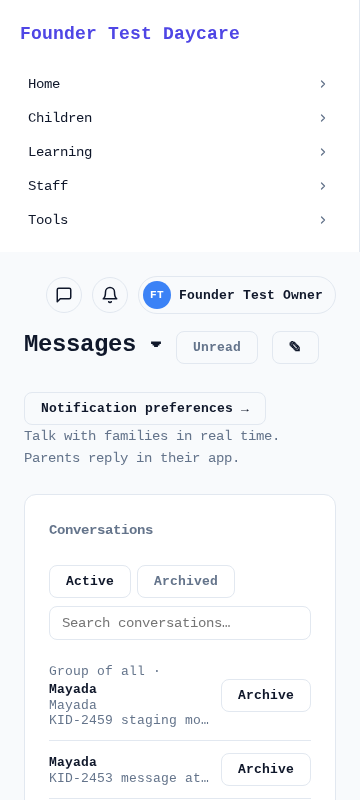 Founder Test Daycare
Home
Children
Learning
Staff
Tools
FT Founder Test Owner
Messages Unread
Notification preferences →
Talk with families in real time.
Parents reply in their app.
Conversations
Active Archived
Search conversations…
Group of all ·
Mayada
Mayada
KID-2459 staging mo…
Archive
Mayada
KID-2453 message at…
Archive